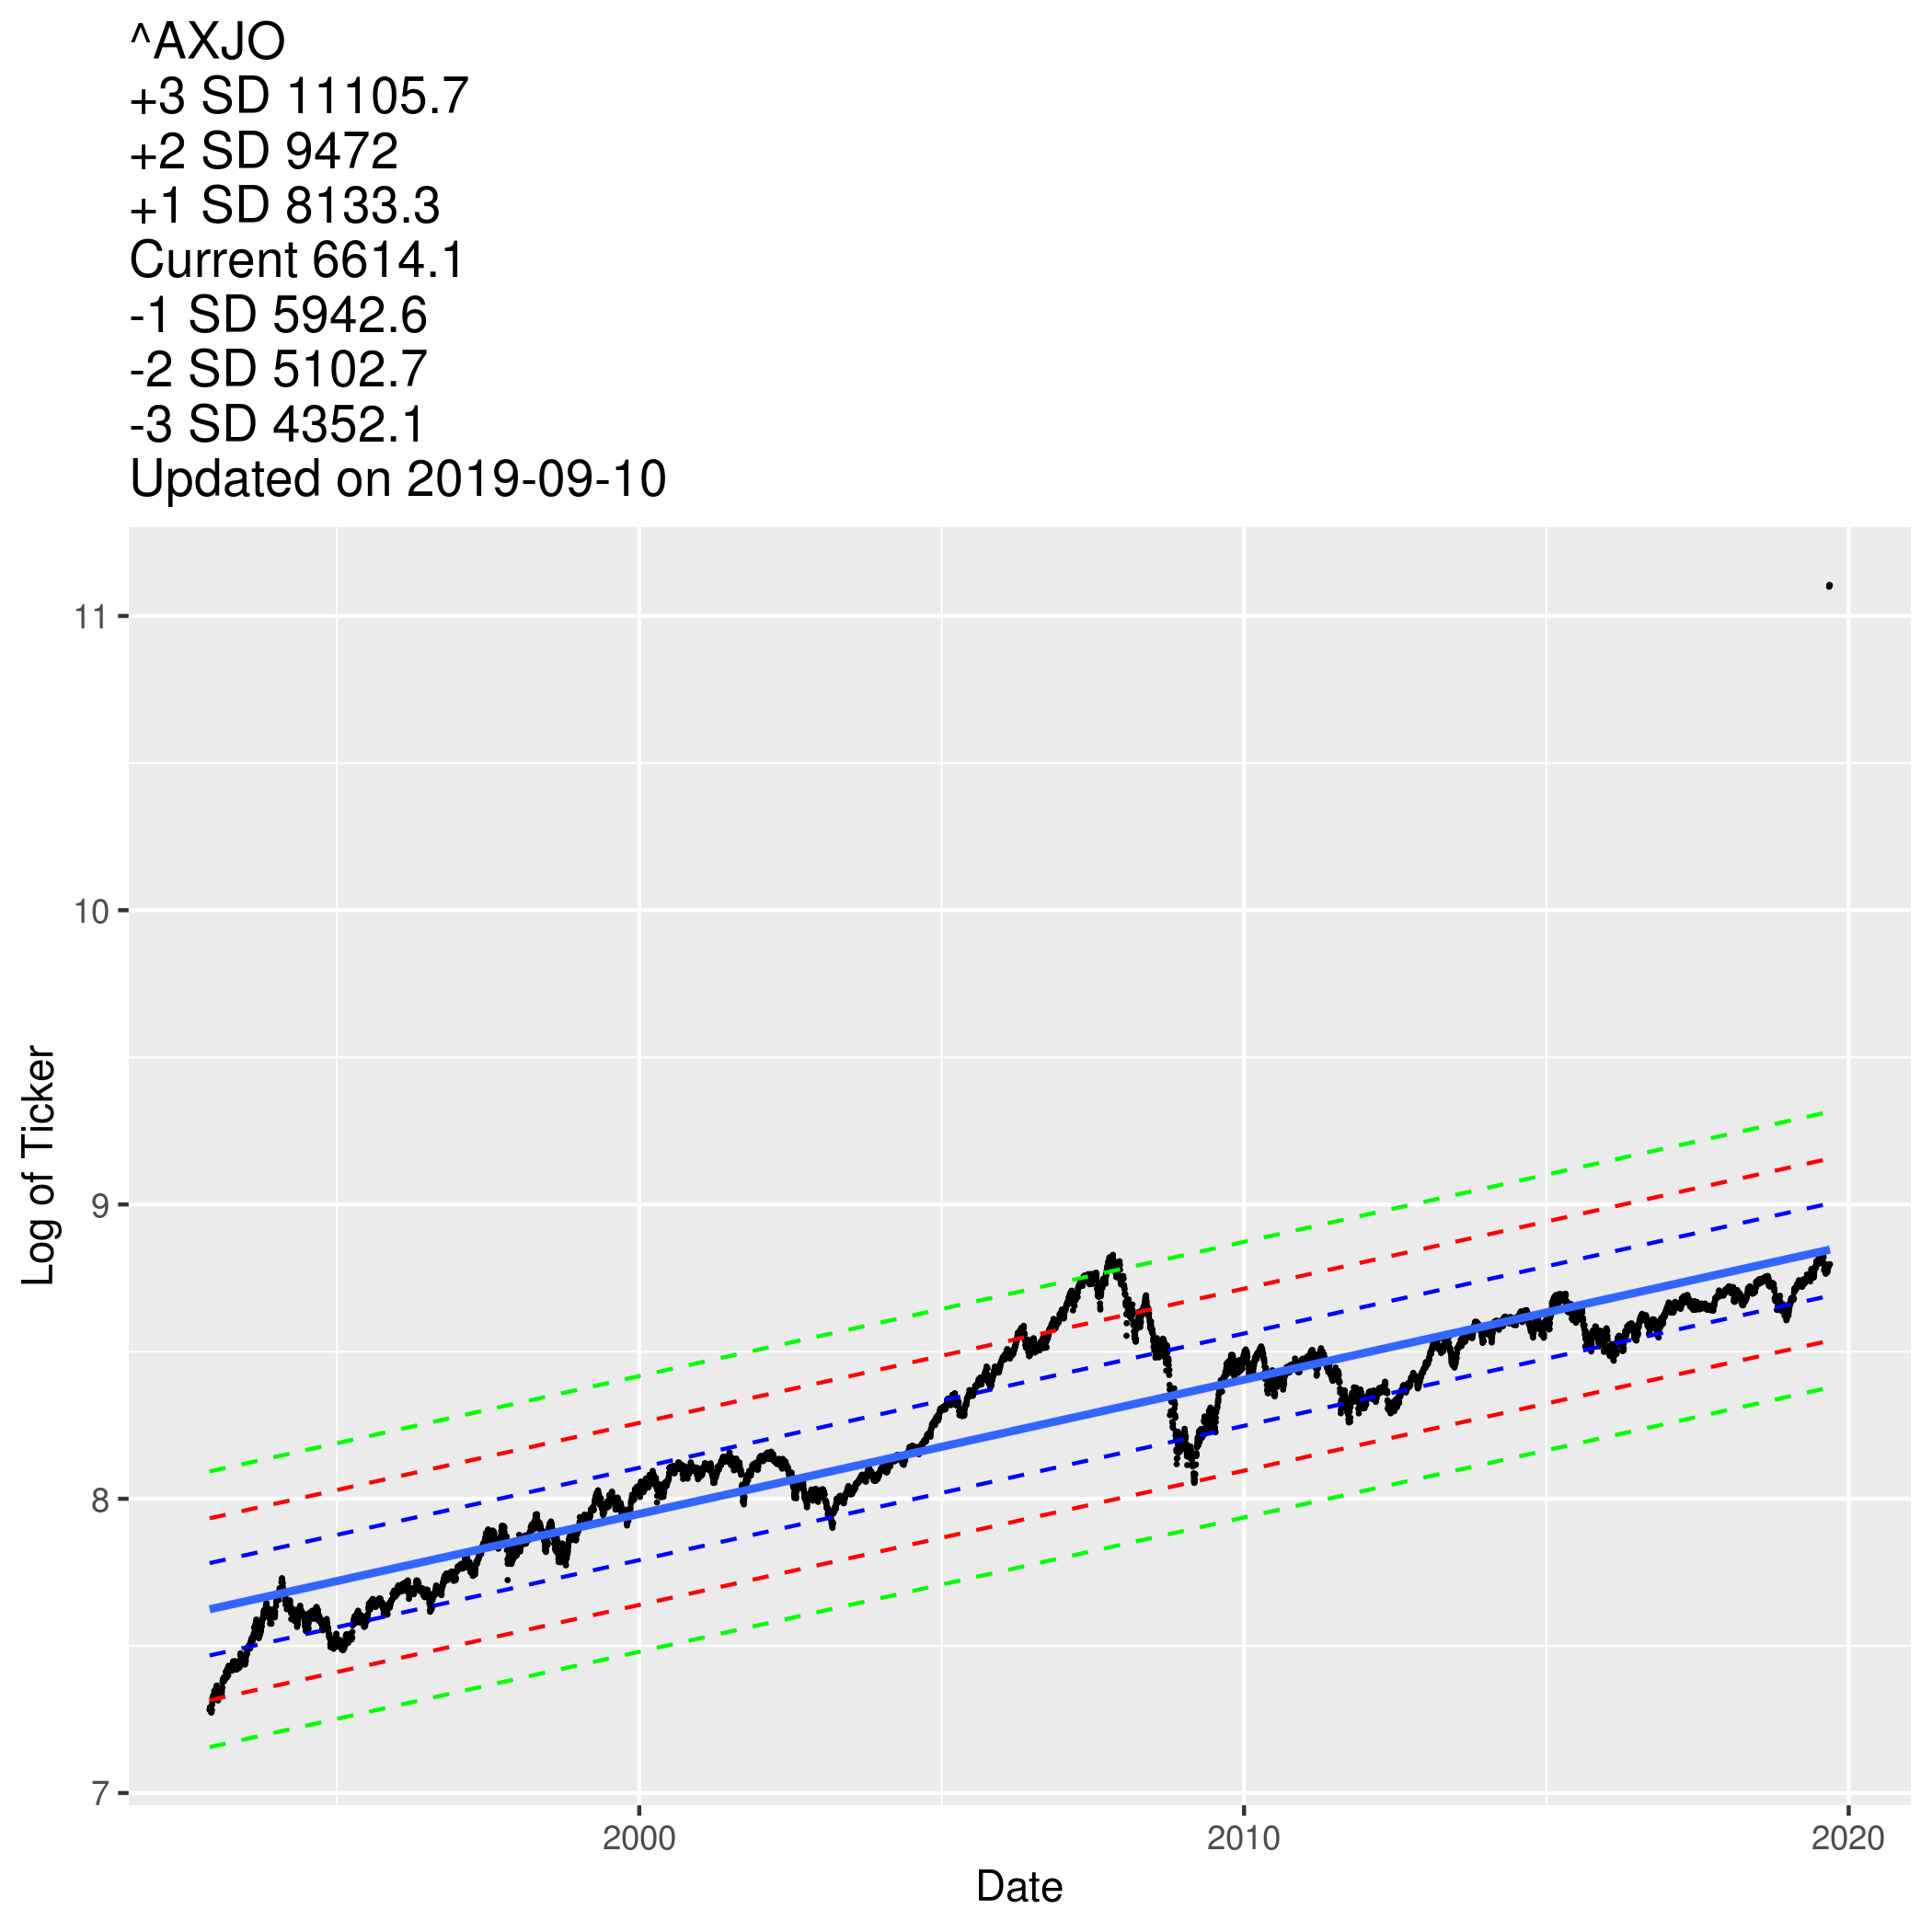 ^AXJO
+3 SD 11105.7
+2 SD 9472
+1 SD 8133.3
Current 6614.1
-1 SD 5942.6
-2 SD 5102.7
-3 SD 4352.1
Updated on 2019-09-10
11
10
9
8
7
Log of Ticker
2000
2010
2020
Date